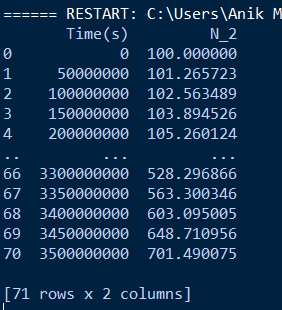 ====== RESTART: C:\Users\Anik M
Time(s) N_2
0 0 100.000000
1 50000000 101.265723
2 100000000 102.563489
3 150000000 103.894526
4 200000000 105.260124
.. ... ...
66 3300000000 528.296866
67 3350000000 563.300346
68 3400000000 603.095005
69 3450000000 648.710956
70 3500000000 701.490075
[71 rows x 2 columns]